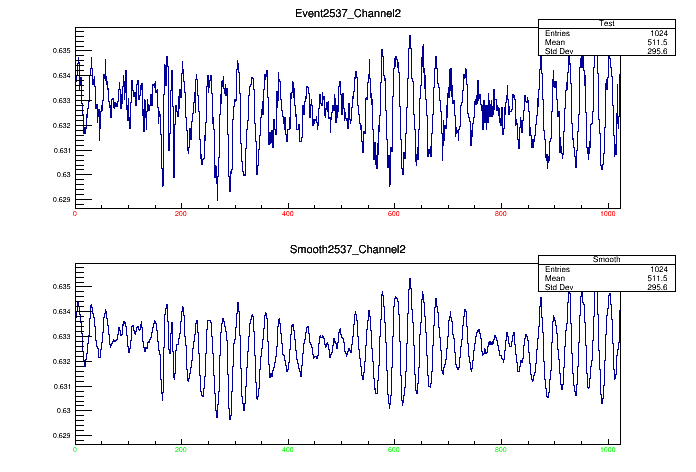 Event2537_Channel2
Test
Entries 1024
Mean 511.5
Std Dev 295.6
0.635
0.634
0.633
0.632
0.631
0.63
0.629
0 200 400 600 800 1000
Smooth2537_Channel2
Smooth
Entries 1024
Mean 511.5
Std Dev 295.6
0.635
0.634
0.633
0.632
0.631
0.63
0.629
0 200 400 600 800 1000